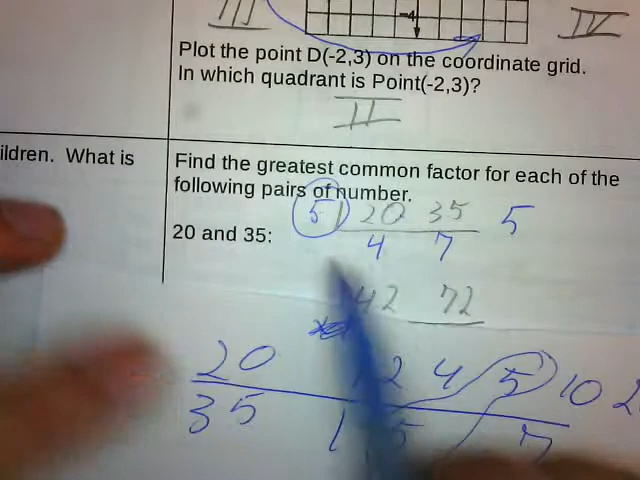 III
-4
IV
Plot the point D(-2,3) on the coordinate grid.
In which quadrant is Point(-2,3)?
II
ildren. What is
Find the greatest common factor for each of the
following pairs of number.
5 20 35 5
20 and 35:
4 7
42 72
20 1 2 4 5 10 2
35 1 5 7